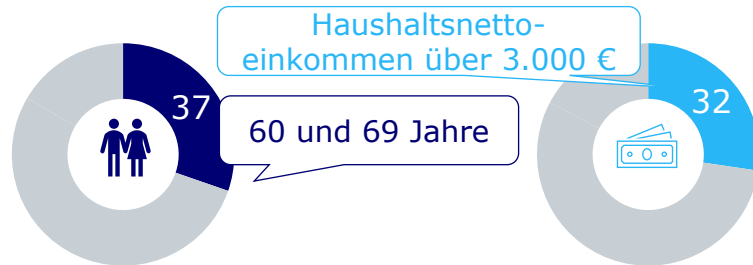 Haushaltsnetto-
einkommen über 3.000 €
37
60 und 69 Jahre
32